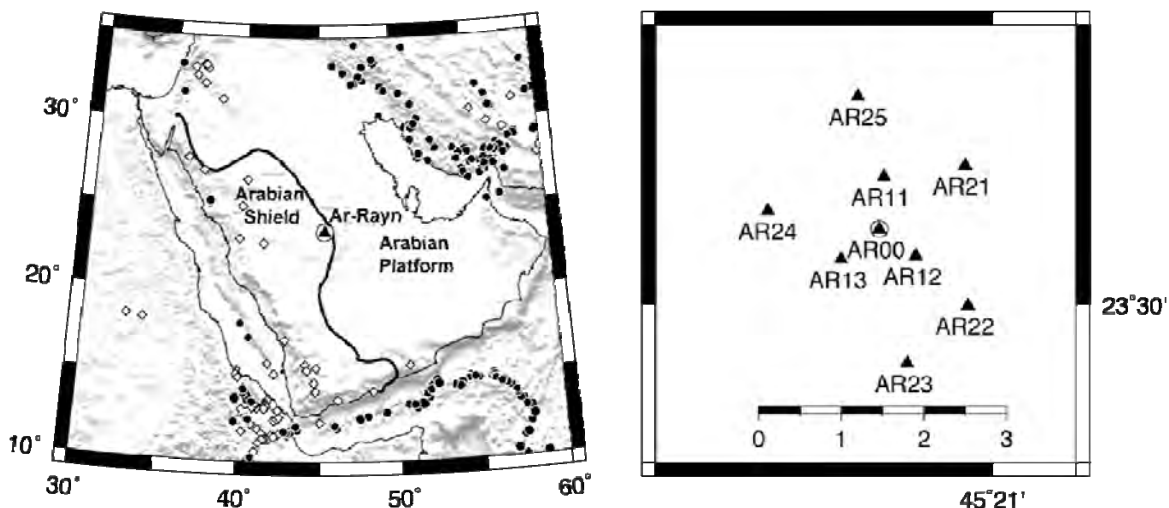 30°
20°
10°
30°
40°
50°
60°
Arabian
Shield
Ar-Rayn
Arabian
Platform
AR25
AR21
AR11
AR24
AR00
AR13
AR12
AR22
AR23
0
1
2
3
23°30'
45°21'